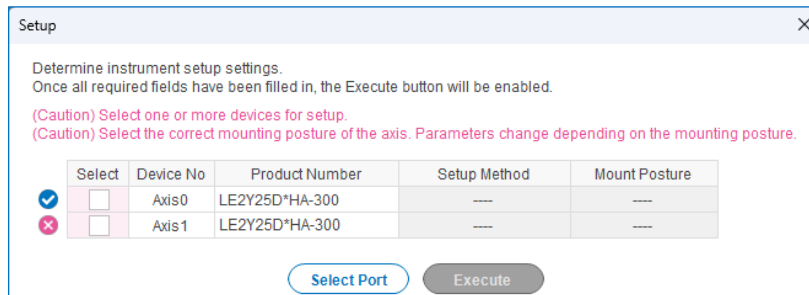 Setup
Determine instrument setup settings.
Once all required fields have been filled in, the Execute button will be enabled.
(Caution) Select one or more devices for setup.
(Caution) Select the correct mounting posture of the axis. Parameters change depending on the mounting posture.
Select Device No Product Number Setup Method Mount Posture
Axis0 LE2Y25D*HA-300 ---- ----
Axis1 LE2Y25D*HA-300 ---- ----
Select Port Execute